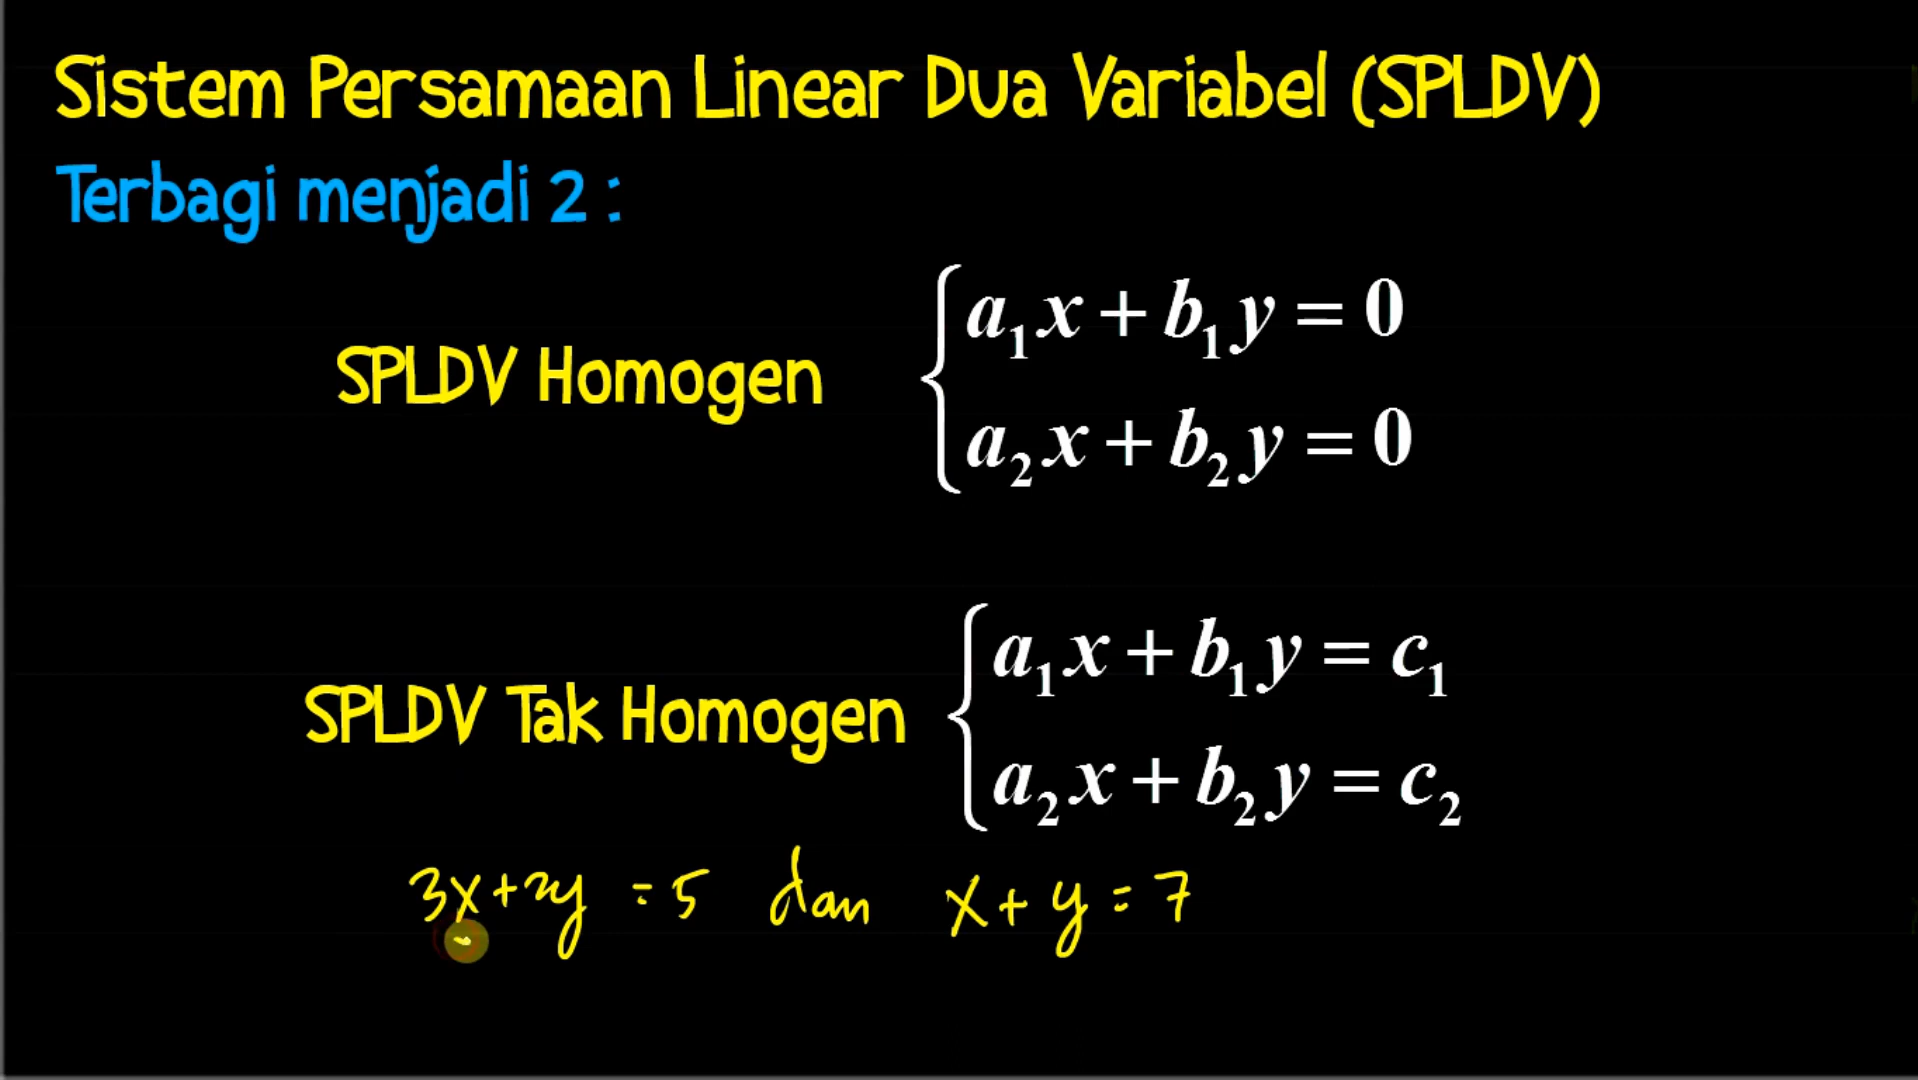 Sistem Persamaan Linear Dua Variabel (SPLDV)
Terbagi menjadi 2 :
SPLDV Homogen
a₁x + b₁y = 0
a₂x + b₂y = 0
SPLDV Tak Homogen
a₁x + b₁y = c₁
a₂x + b₂y = c₂
3x+2y = 5 dan x+y=7